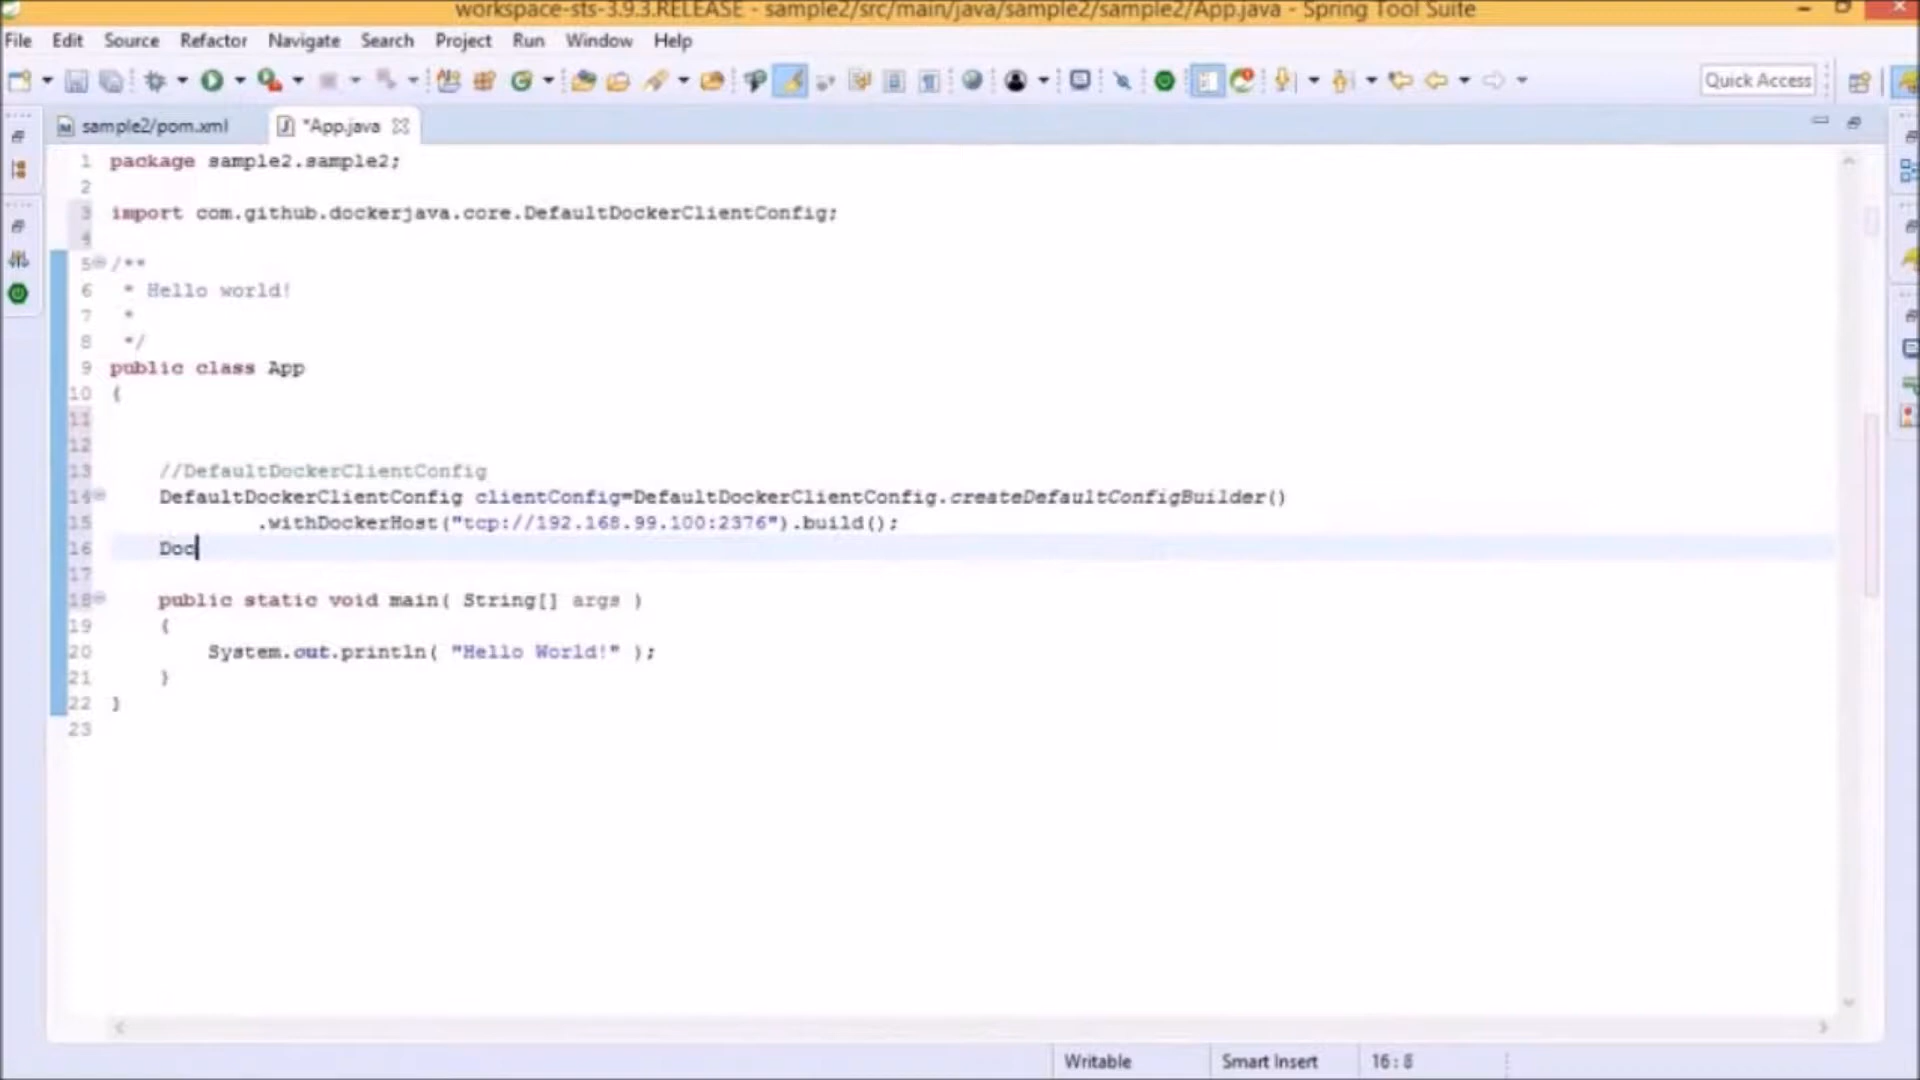 workspace-sts-3.9.3.RELEASE - sample2/src/main/java/sample2/sample2/App.java - Spring Tool Suite
File Edit Source Refactor Navigate Search Project Run Window Help
Quick Access
sample2/pom.xml *App.java
1 package sample2.sample2;
2
3 import com.github.dockerjava.core.DefaultDockerClientConfig;
4
5 /**
6 * Hello world!
7 *
8 */
9 public class App
10 {
11
12
13 //DefaultDockerClientConfig
14 DefaultDockerClientConfig clientConfig=DefaultDockerClientConfig.createDefaultConfigBuilder()
15 .withDockerHost("tcp://192.168.99.100:2376").build();
16 Doc
17
18 public static void main( String[] args )
19 {
20 System.out.println( "Hello World!" );
21 }
22 }
23
Writable Smart Insert 16 : 8